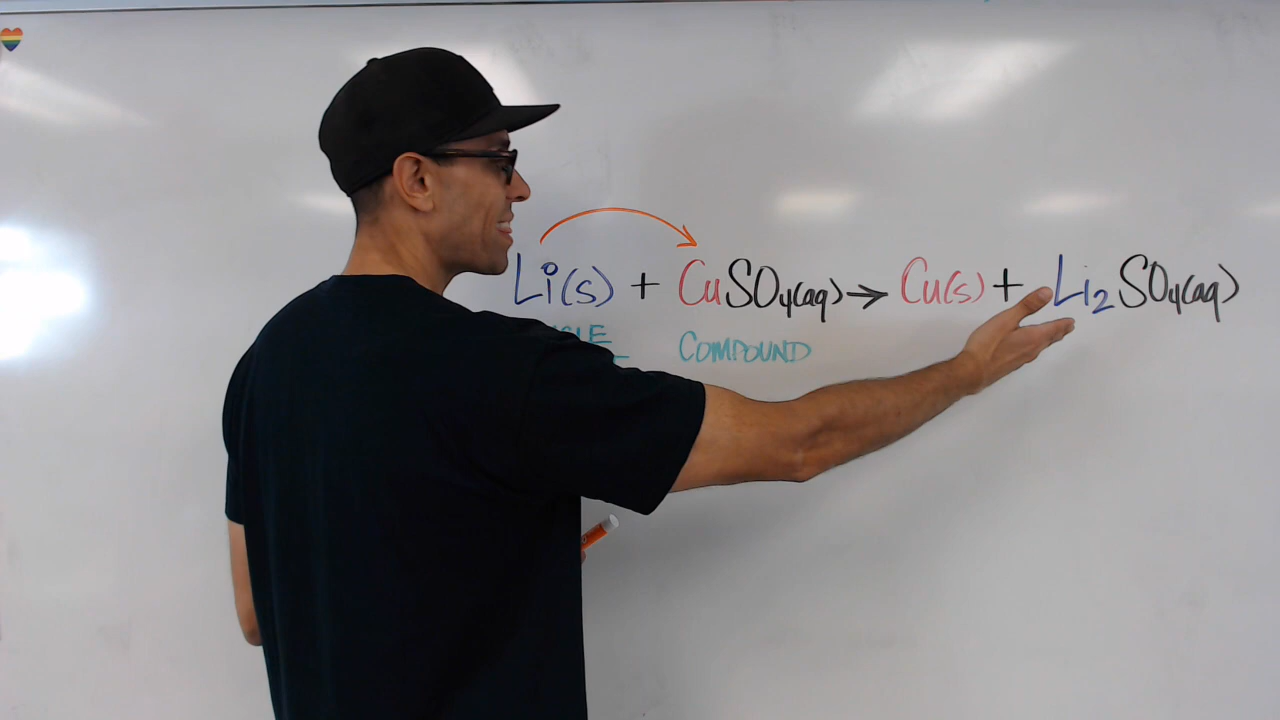 Li(s) + CuSO4(aq) → Cu(s) + Li2SO4(aq)
COMPOUND